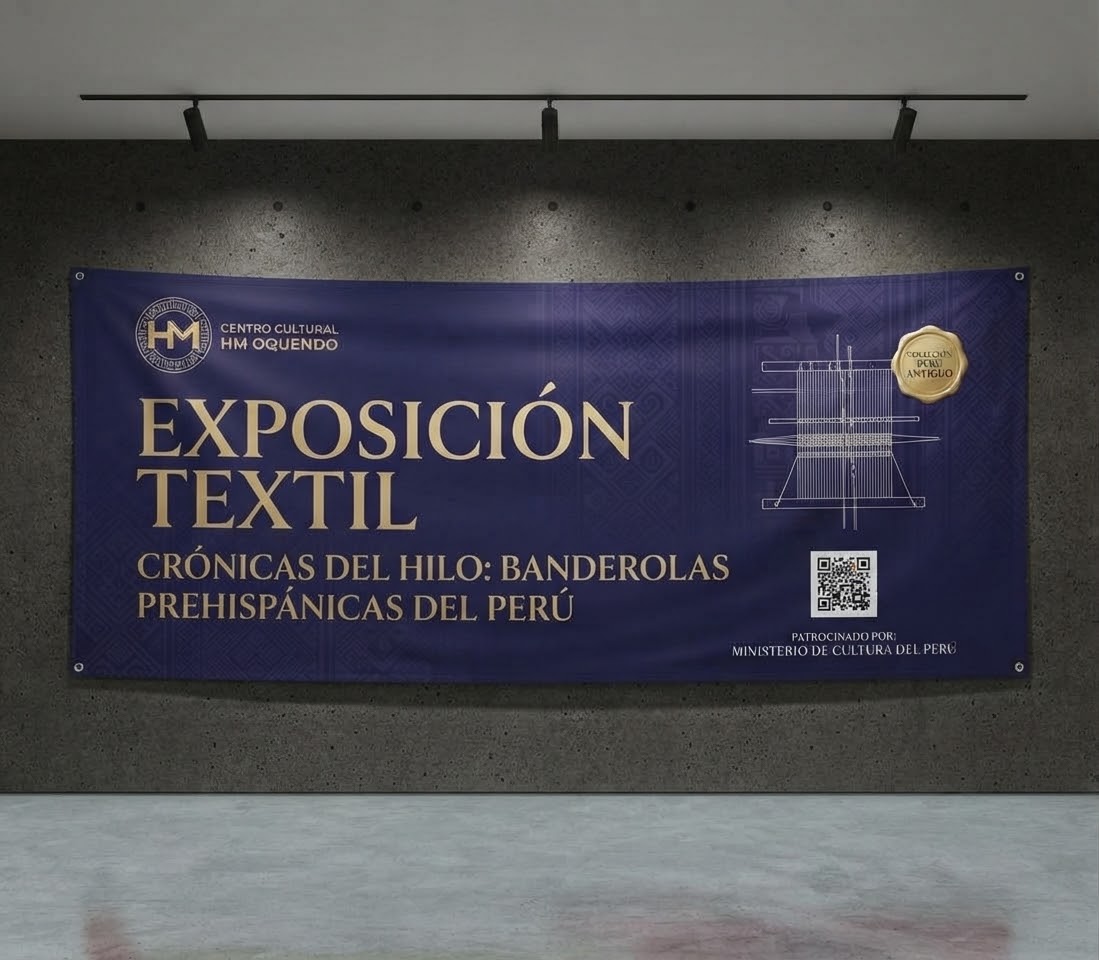 HM
CENTRO CULTURAL
HM OQUENDO
EXPOSICIÓN
TEXTIL
CRÓNICAS DEL HILO: BANDEROLAS
PREHISPÁNICAS DEL PERÚ
ANTIGUO
PATROCINADO POR:
MINISTERIO DE CULTURA DEL PERÚ